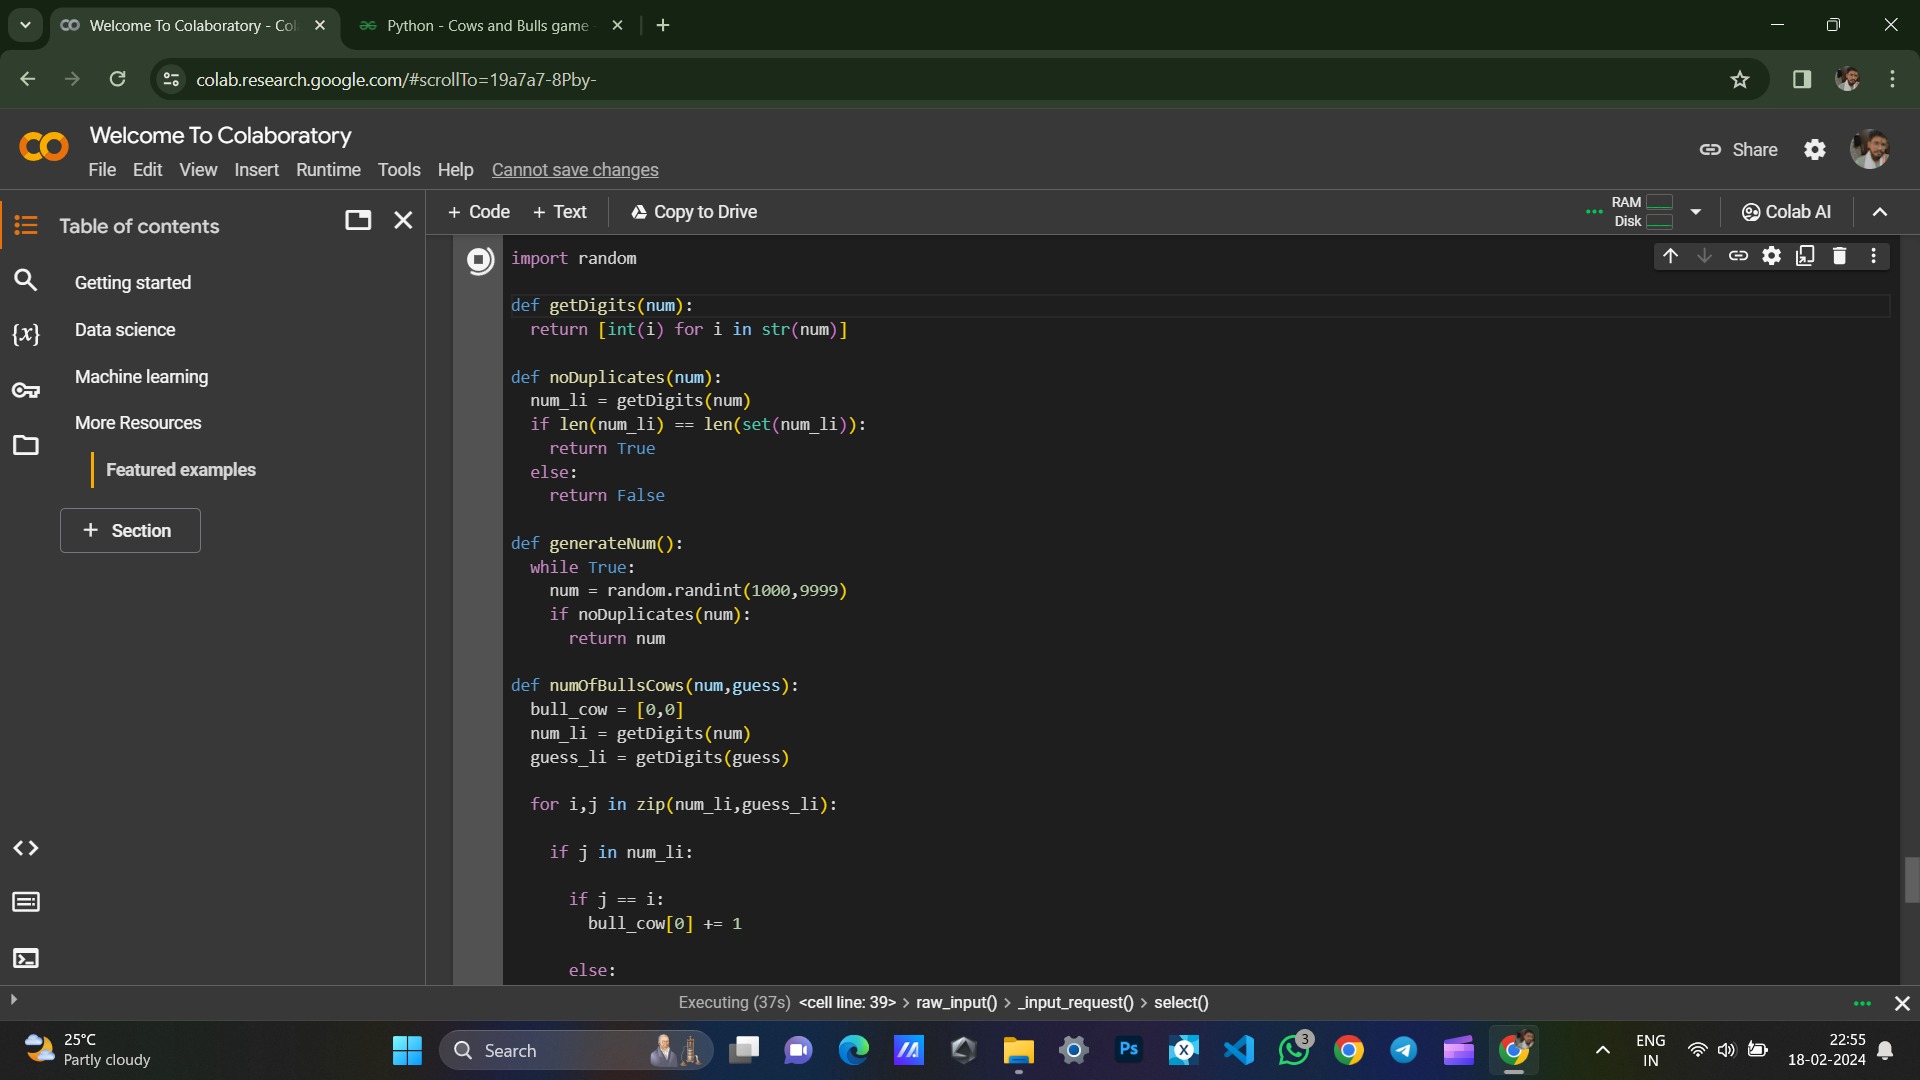 Welcome To Colaboratory - Col
Python - Cows and Bulls game
colab.research.google.com/#scrollTo=19a7a7-8Pby-
Welcome To Colaboratory
File Edit View Insert Runtime Tools Help Cannot save changes
Share
Table of contents
+ Code + Text Copy to Drive
RAM
Disk
Colab AI
Getting started
Data science
Machine learning
More Resources
Featured examples
+ Section
import random
def getDigits(num):
return [int(i) for i in str(num)]
def noDuplicates(num):
num_li = getDigits(num)
if len(num_li) == len(set(num_li)):
return True
else:
return False
def generateNum():
while True:
num = random.randint(1000,9999)
if noDuplicates(num):
return num
def numOfBullsCows(num,guess):
bull_cow = [0,0]
num_li = getDigits(num)
guess_li = getDigits(guess)
for i,j in zip(num_li,guess_li):
if j in num_li:
if j == i:
bull_cow[0] += 1
else:
Executing (37s) <cell line: 39> > raw_input() > _input_request() > select()
25°C
Partly cloudy
Search
Ps
3
ENG
IN
22:55
18-02-2024